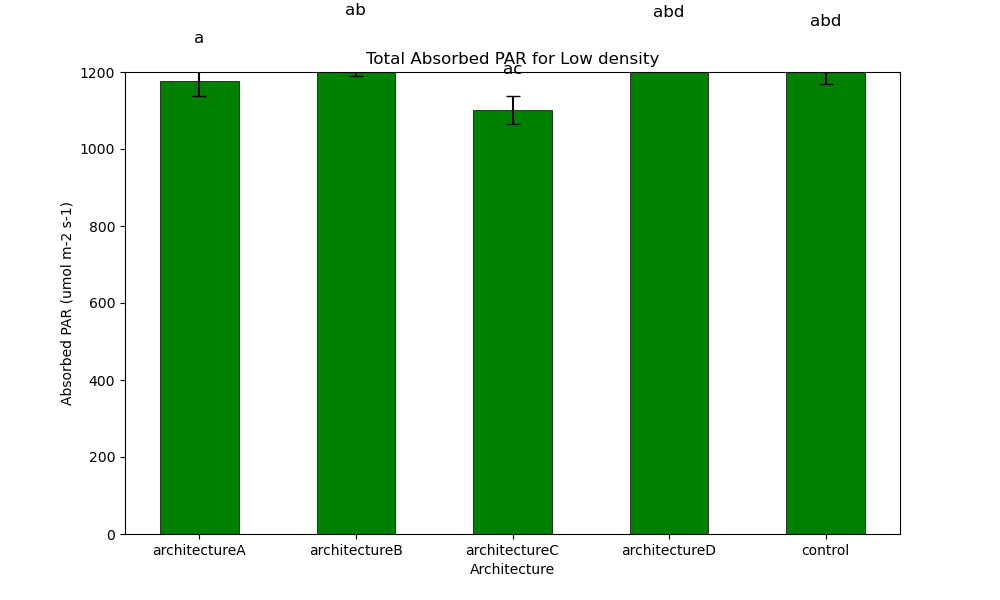 ab
abd
abd
a
Total Absorbed PAR for Low density
ac
1200
1000
800
600
400
200
0
Absorbed PAR (umol m-2 s-1)
architectureA
architectureB
architectureC
architectureD
control
Architecture